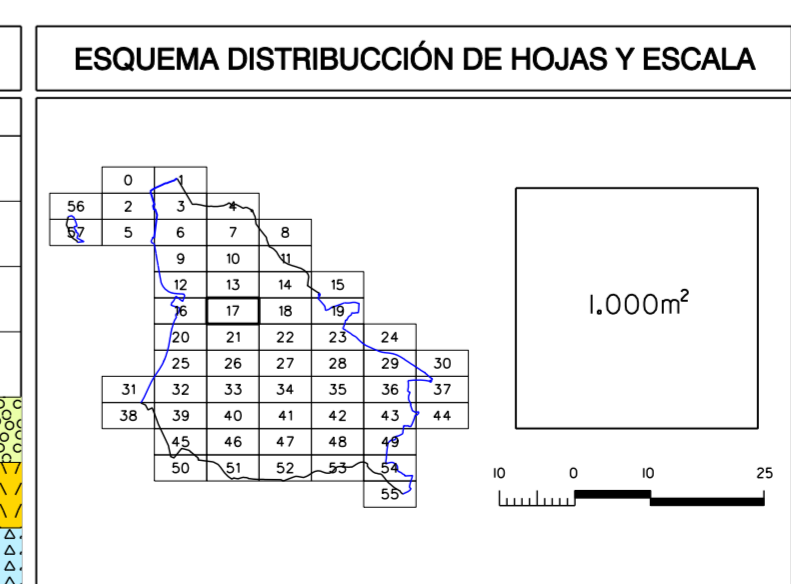 ESQUEMA DISTRIBUCCIÓN DE HOJAS Y ESCALA
0 1
56 2 3 4
57 5 6 7 8
9 10 11
12 13 14 15
16 17 18 19
20 21 22 23 24
25 26 27 28 29 30
31 32 33 34 35 36 37
38 39 40 41 42 43 44
45 46 47 48 49
50 51 52 53 54
55
1.000m²
10 0 10 25